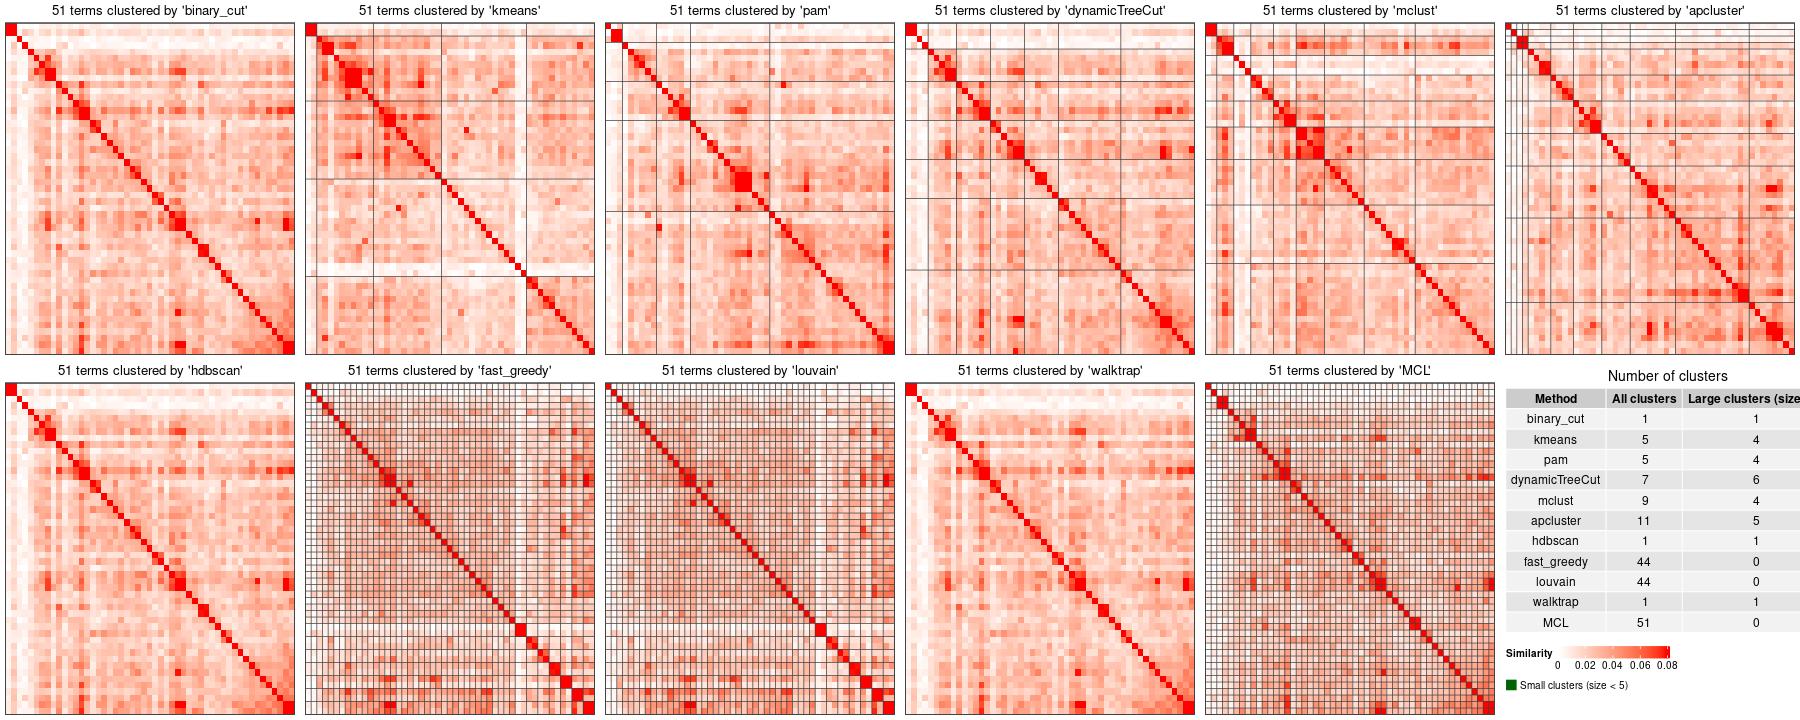 51 terms clustered by 'binary_cut'
51 terms clustered by 'kmeans'
51 terms clustered by 'pam'
51 terms clustered by 'dynamicTreeCut'
51 terms clustered by 'mclust'
51 terms clustered by 'apcluster'
51 terms clustered by 'hdbscan'
51 terms clustered by 'fast_greedy'
51 terms clustered by 'louvain'
51 terms clustered by 'walktrap'
51 terms clustered by 'MCL'
Number of clusters
Method All clusters Large clusters (size
binary_cut 1 1
kmeans 5 4
pam 5 4
dynamicTreeCut 7 6
mclust 9 4
apcluster 11 5
hdbscan 1 1
fast_greedy 44 0
louvain 44 0
walktrap 1 1
MCL 51 0
Similarity
0 0.02 0.04 0.06 0.08
Small clusters (size < 5)